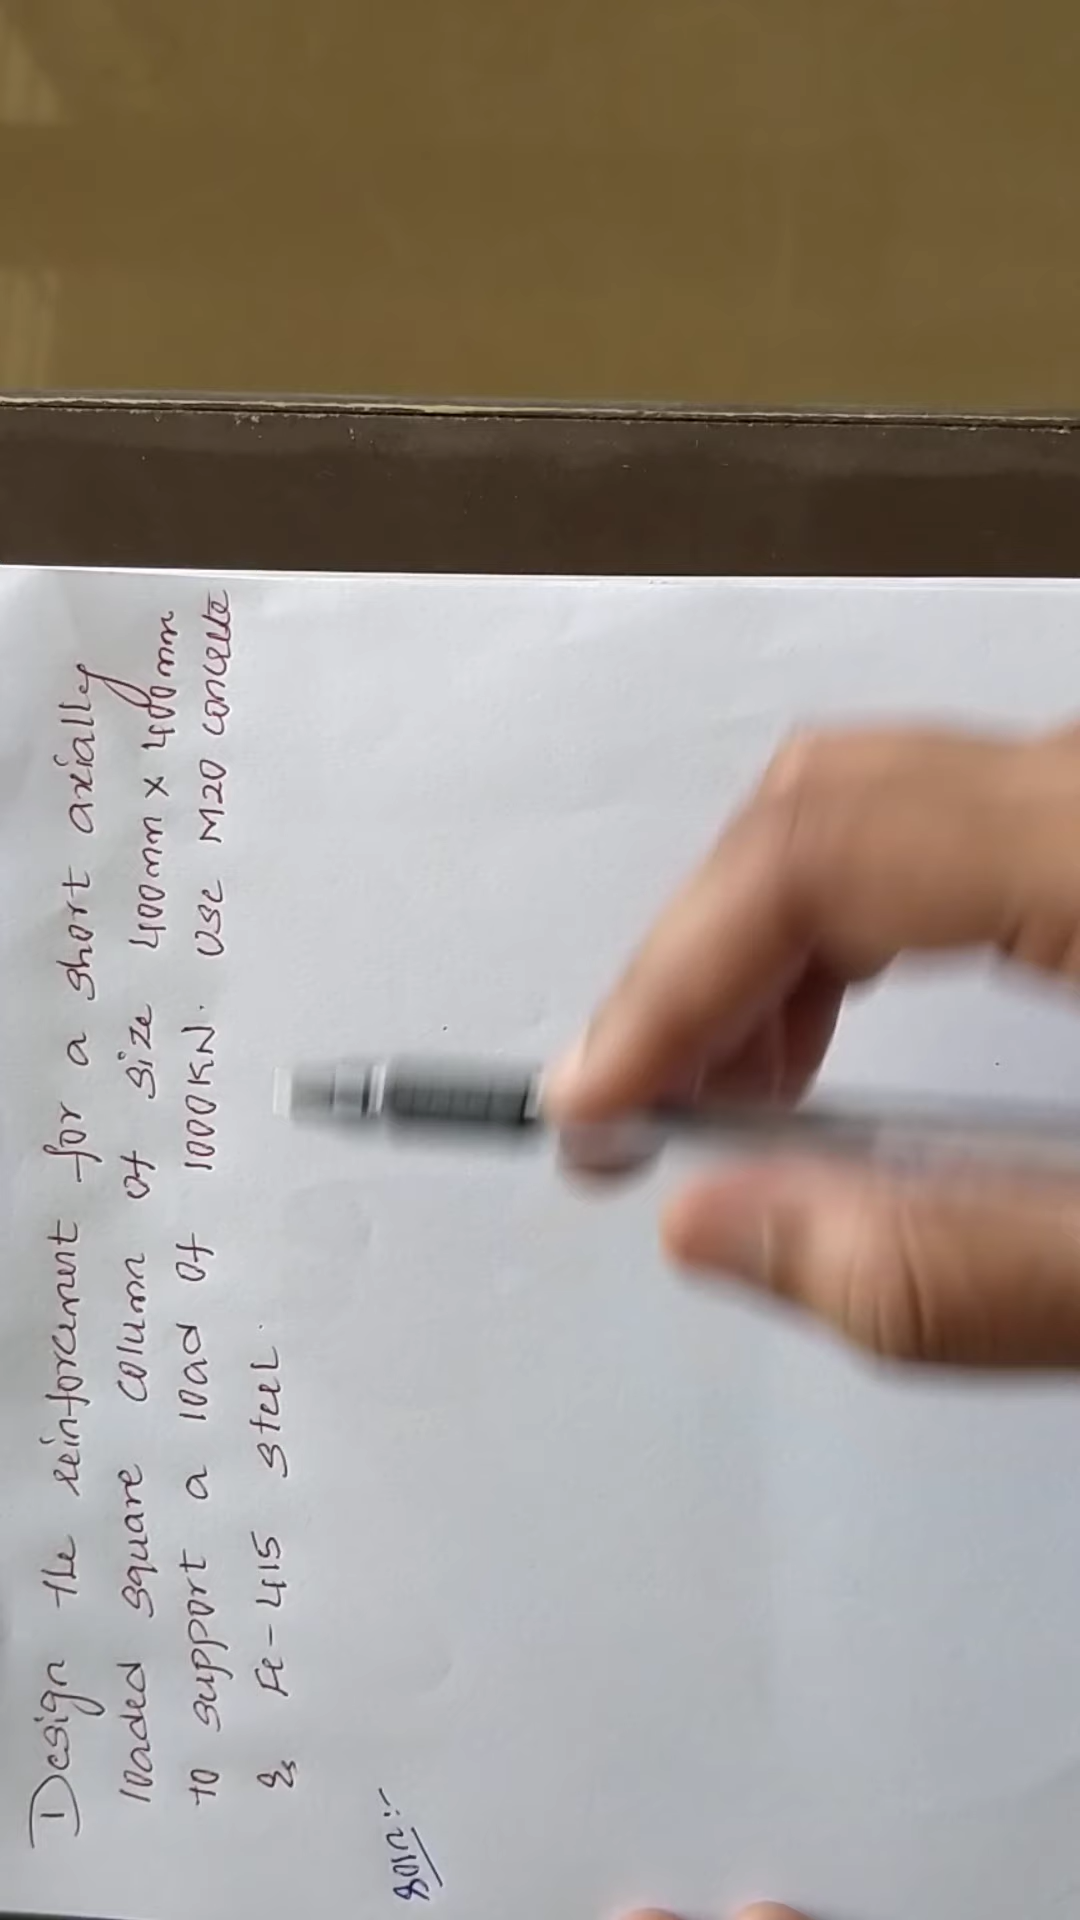 Design the reinforcement for a short axially
loaded square column of size 400mm x 400mm
to support a load of 1000KN. Use M20 concrete
& Fe-415 steel.
Soln:-